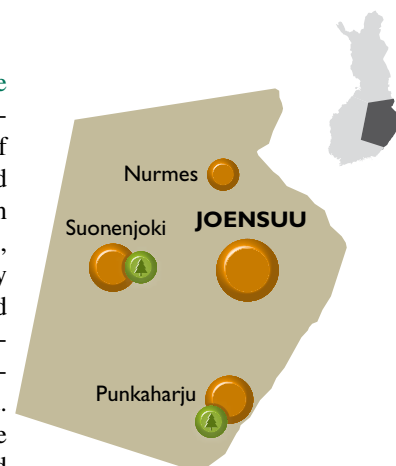 e
-
f
d
n
,
y
d
-
-
.
e
d
Nurmes
JOENSUU
Suonenjoki
Punkaharju